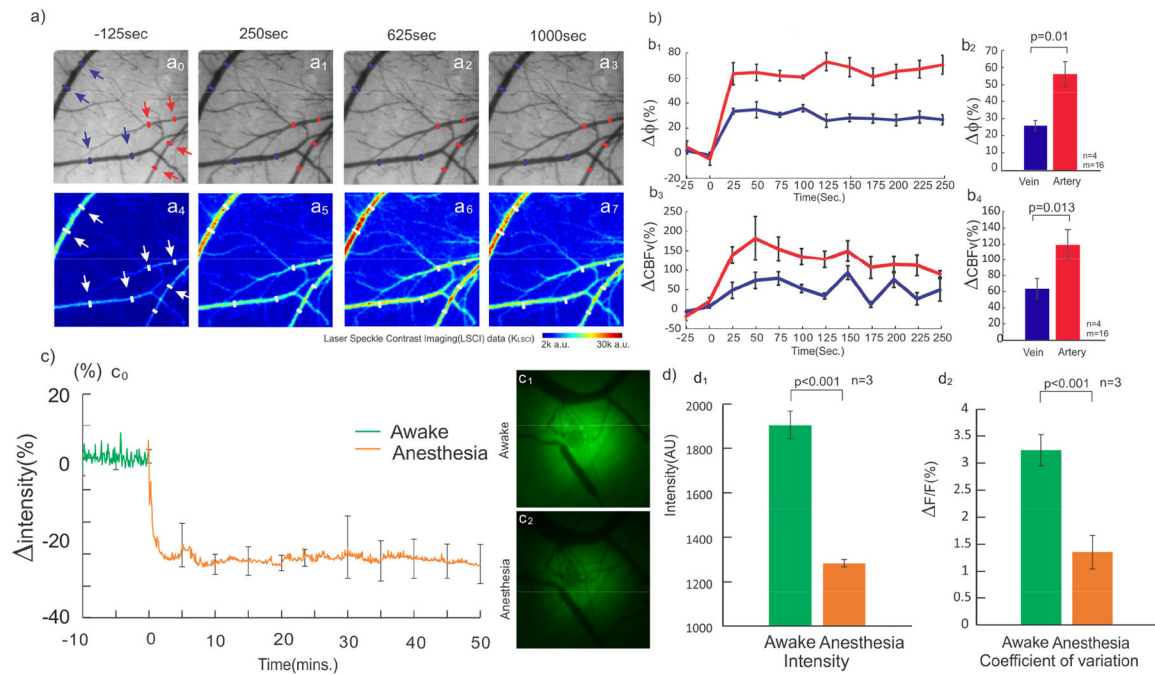 a)
-125sec 250sec 625sec 1000sec
a0 a1 a2 a3
a4 a5 a6 a7
Laser Speckle Contrast Imaging(LSCI) data (KLSCI)
2k a.u. 30k a.u.
b)
b1
Δϕ(%)
80
60
40
20
0
-20
-25 0 25 50 75 100 125 150 175 200 225 250
Time(Sec.)
b2
p=0.01
Δϕ(%)
60
50
40
30
20
10
0
Vein Artery
n=4
m=16
b3
ΔCBFv(%)
250
200
150
100
50
0
-50
-25 0 25 50 75 100 125 150 175 200 225 250
Time(Sec.)
b4
p=0.013
ΔCBFv(%)
160
140
120
100
80
60
40
20
0
Vein Artery
n=4
m=16
c)
(%) c0
Δintensity(%)
20
0
-20
-40
-10 0 10 20 30 40 50
Time(mins.)
Awake
Anesthesia
c1
Awake
c2
Anesthesia
d)
d1
p<0.001 n=3
Intensity(AU)
2000
1800
1600
1400
1200
1000
Awake Anesthesia
Intensity
d2
p<0.001 n=3
ΔF/F(%)
4
3.5
3
2.5
2
1.5
1
0.5
0
Awake Anesthesia
Coefficient of variation